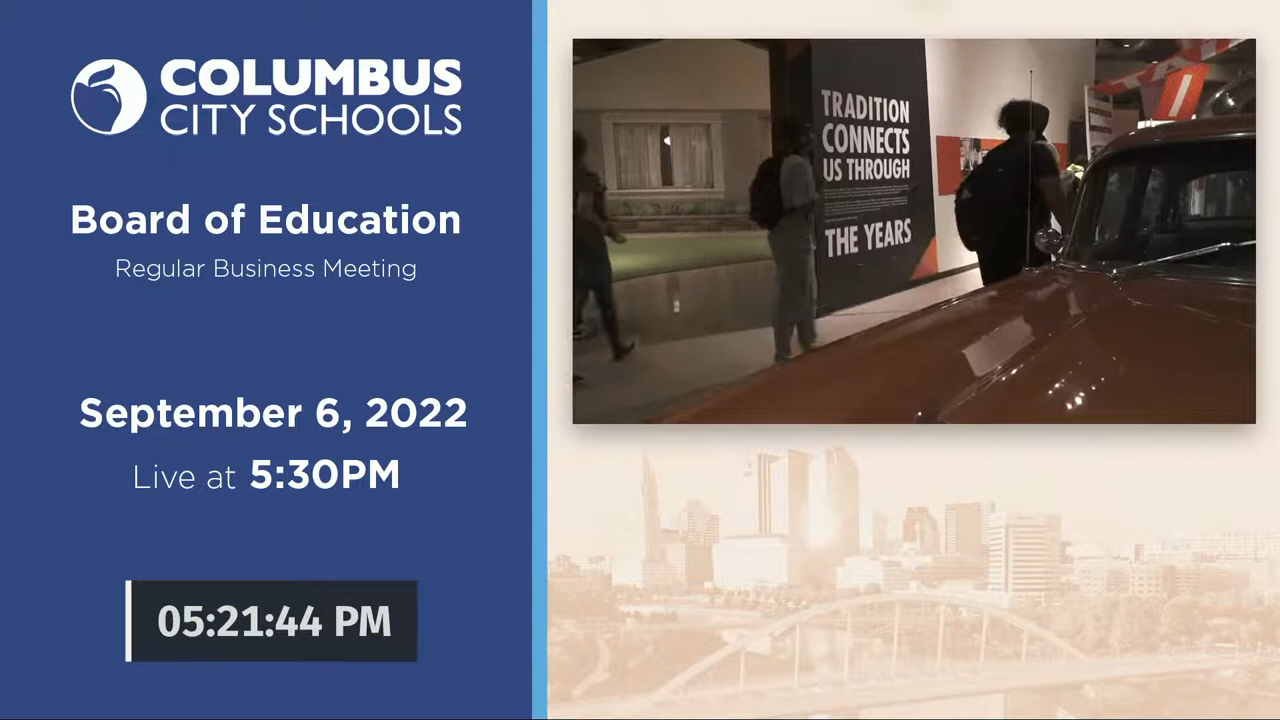 COLUMBUS
CITY SCHOOLS
Board of Education
Regular Business Meeting
September 6, 2022
Live at 5:30PM
05:21:44 PM
TRADITION
CONNECTS
US THROUGH
THE YEARS